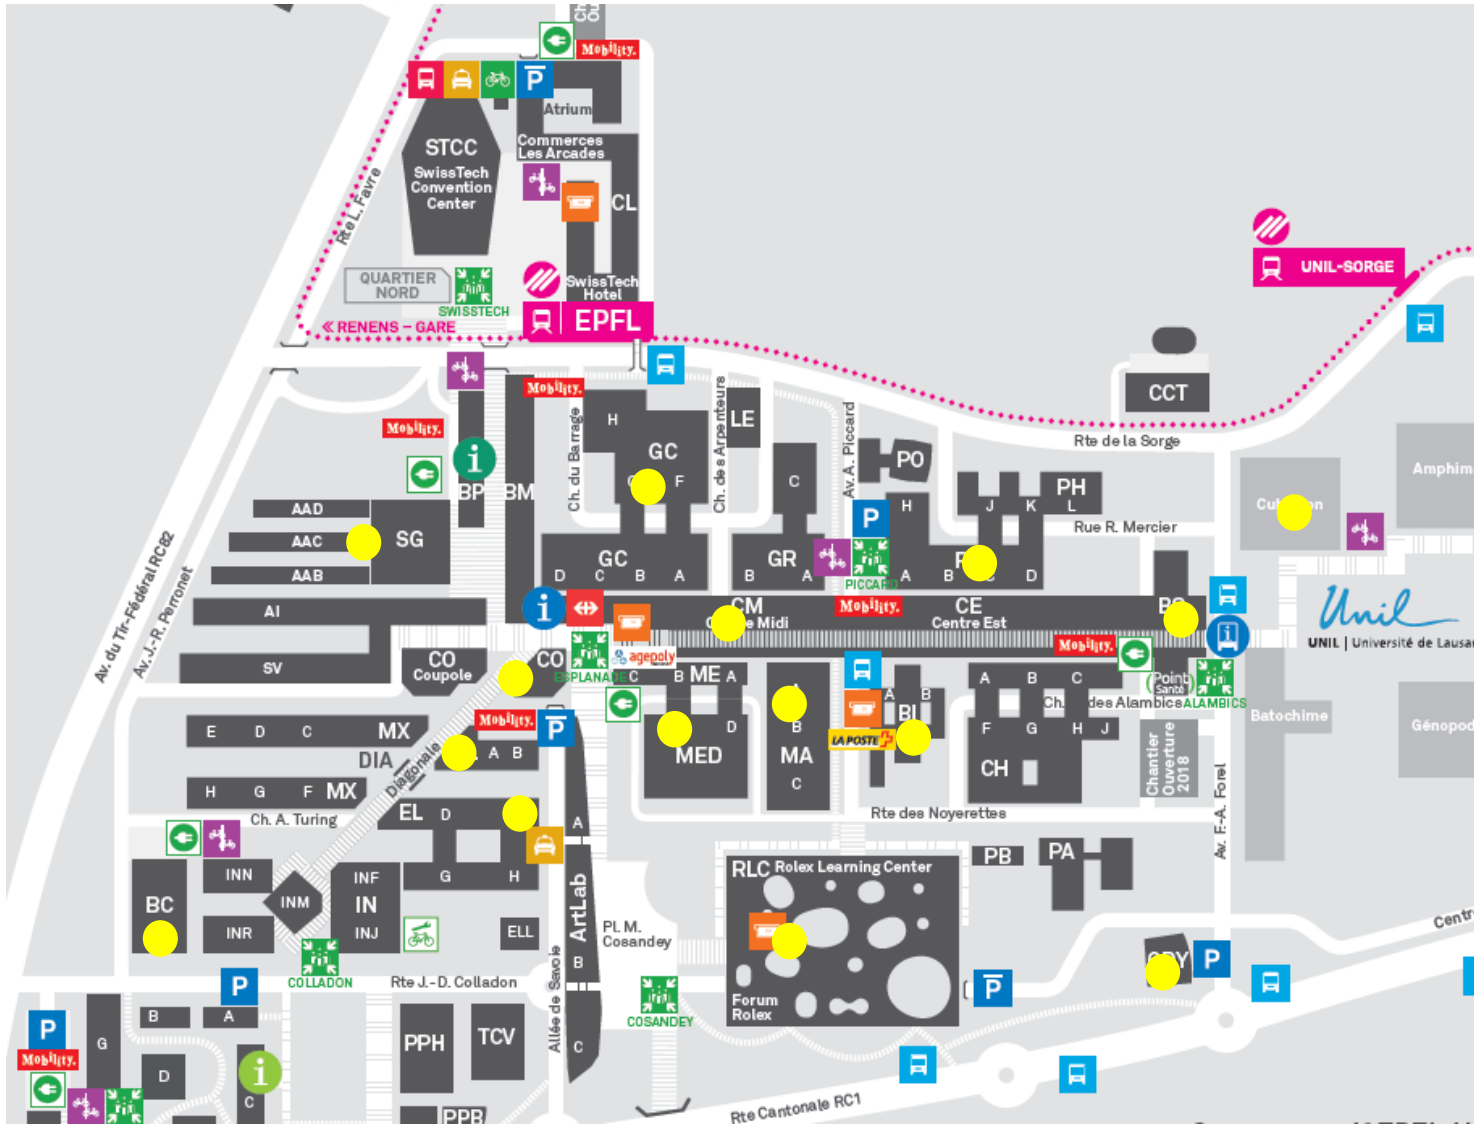 Mobility.
P
Atrium
Commerces
Les Arcades
STCC
SwissTech
Convention
Center
CL
Rte L. Favre
QUARTIER
NORD
SWISSTECH
SwissTech
Hotel
UNIL-SORGE
« RENENS – GARE
EPFL
CCT
Rte de la Sorge
Mobility.
Mobility.
Ch. du Barrage
H
GC
F
Ch. des Arpenteurs
LE
Av. A. Piccard
PO
C
PH
J K L
H
Rue R. Mercier
Amphim
i
BP
BM
AAD
AAC
SG
AAB
P
GC
D C B A
GR
B A
PICCARD
A B C D
Av. du Tir-Fédéral RC82
Av. J.-R. Perronet
AI
i
CM
Mobility.
CE
Centre Est
Unil
UNIL | Université de Lausa
SV
CO
Coupole
CO
ESPLANADE
agepoly
Mobility.
C B ME A
A B C
Point
Santé
ALAMBICS
Ch. des Alambics
E D C MX
DIA
Diagonale
Mobility.
P
A B
D
MED
B
MA
C
A B
BI
LA POSTE
F G H J
CH
Chantier
Ouverture
2018
Batochime
Génopod
H G F MX
Ch. A. Turing
EL D
A
Rte des Noyerettes
Av. F.-A. Forel
G H
INN
INF
BC
INM
IN
INR
INJ
ELL
ArtLab
PB
PA
RLC Rolex Learning Center
Pl. M.
Cosandey
B
COLLADON
Rte J.-D. Colladon
Allée de Savoie
P
P
P
Forum
Rolex
COSANDEY
Centr
P
B A
G
PPH
TCV
C
Mobility.
D
i
C
PPB
Rte Cantonale RC1